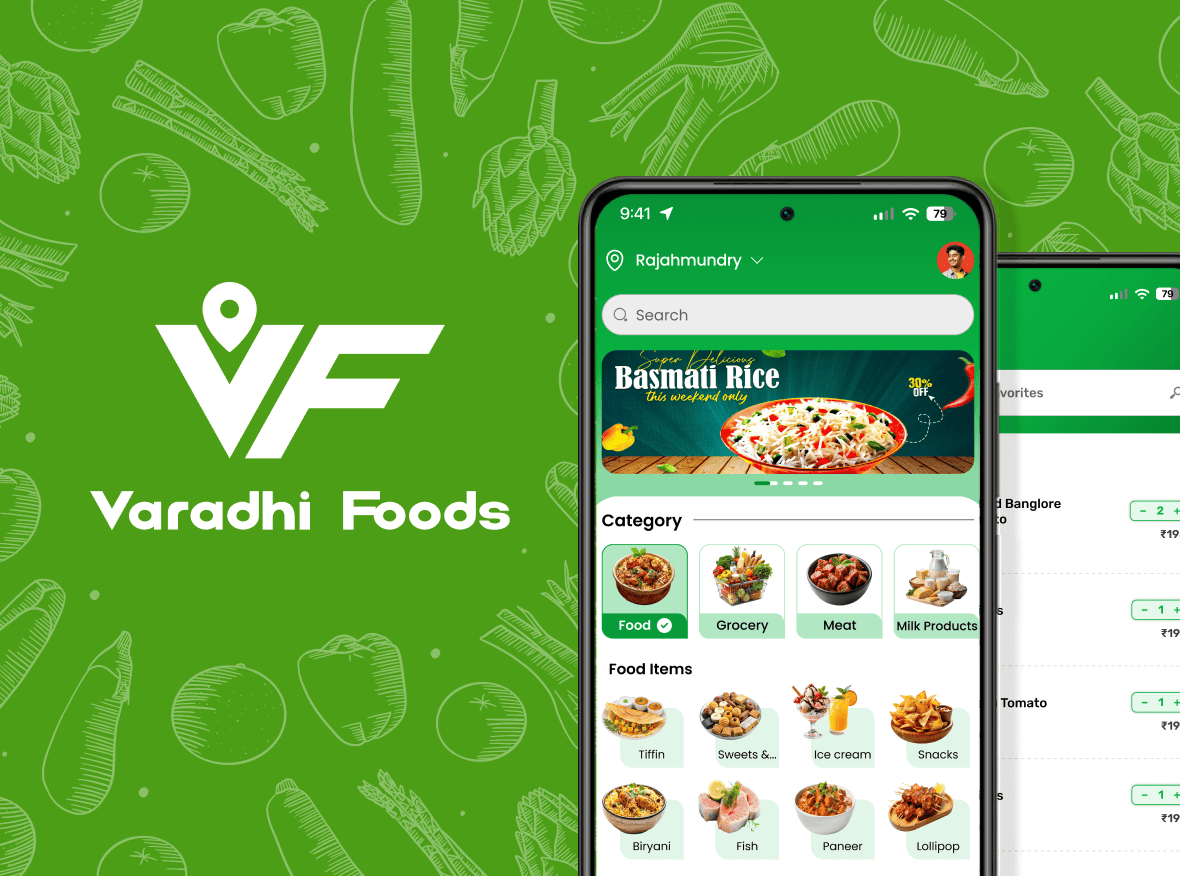 VF
Varadhi Foods
9:41
79
Rajahmundry
Search
Super Delicious
Basmati Rice
this weekend only
30%
OFF
Category
Food
Grocery
Meat
Milk Products
Food Items
Tiffin
Sweets &...
Ice cream
Snacks
Biryani
Fish
Paneer
Lollipop
79
vorites
d Banglore
to
- 2 +
₹19
s
- 1 +
₹19
Tomato
- 1 +
₹19
s
- 1 +
₹19